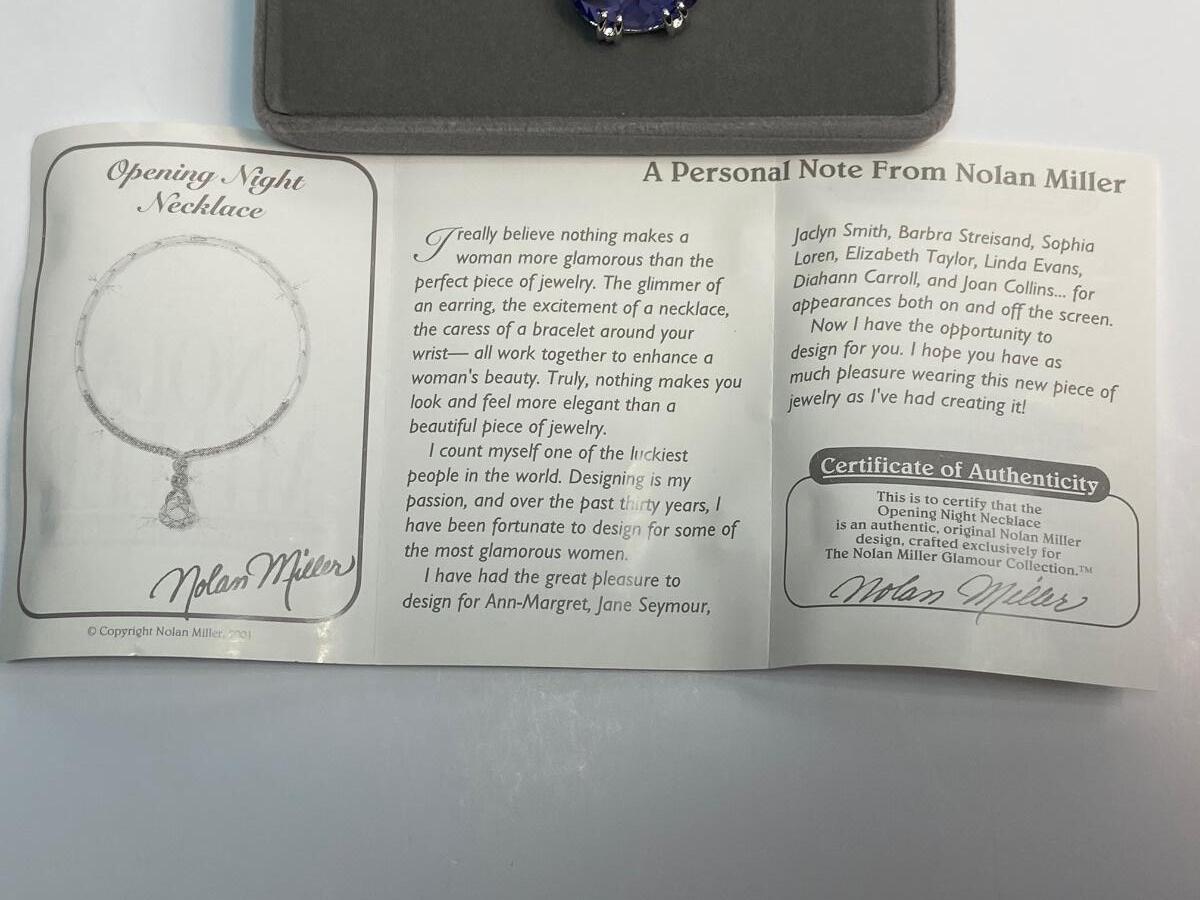 Opening Night
Necklace
Nolan Miller
© Copyright Nolan Miller, 2001
A Personal Note From Nolan Miller
I really believe nothing makes a
woman more glamorous than the
perfect piece of jewelry. The glimmer of
an earring, the excitement of a necklace,
the caress of a bracelet around your
wrist— all work together to enhance a
woman's beauty. Truly, nothing makes you
look and feel more elegant than a
beautiful piece of jewelry.
I count myself one of the luckiest
people in the world. Designing is my
passion, and over the past thirty years, I
have been fortunate to design for some of
the most glamorous women.
I have had the great pleasure to
design for Ann-Margret, Jane Seymour,
Jaclyn Smith, Barbra Streisand, Sophia
Loren, Elizabeth Taylor, Linda Evans,
Diahann Carroll, and Joan Collins... for
appearances both on and off the screen.
Now I have the opportunity to
design for you. I hope you have as
much pleasure wearing this new piece of
jewelry as I've had creating it!
Certificate of Authenticity
This is to certify that the
Opening Night Necklace
is an authentic, original Nolan Miller
design, crafted exclusively for
The Nolan Miller Glamour Collection.™
Nolan Miller